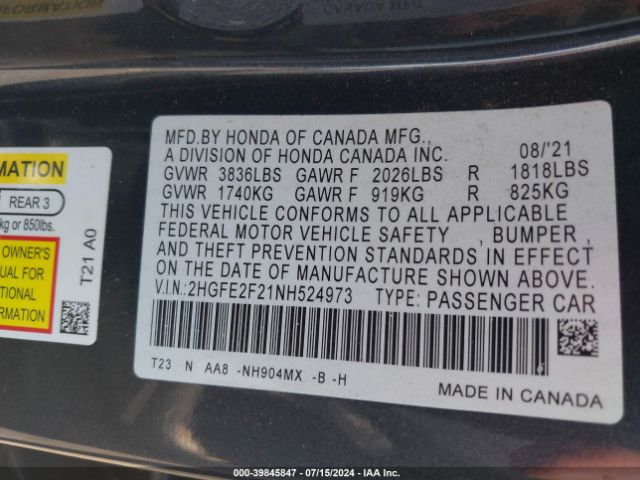 INFORMATION
CANADA MFG
MFD.BY HONDA OF CANADA MFG.,
A DIVISION OF HONDA CANADA INC. 08/'21
GVWR 3836LBS GAWR F 2026LBS R 1818LBS
GVWR 1740KG GAWR F 919KG R 825KG
THIS VEHICLE CONFORMS TO ALL APPLICABLE
FEDERAL MOTOR VEHICLE SAFETY , BUMPER ,
AND THEFT PREVENTION STANDARDS IN EFFECT
ON THE DATE OF MANUFACTURE SHOWN ABOVE.
V.I.N.:2HGFE2F21NH524973 TYPE: PASSENGER CAR
T23 N AA8 -NH904MX -B -H
MADE IN CANADA
MATION
REAR 3
kg or 850lbs.
OWNER'S
UAL FOR
TIONAL
RMATION
T21 A0
000-39845847 - 07/15/2024 - IAA Inc.